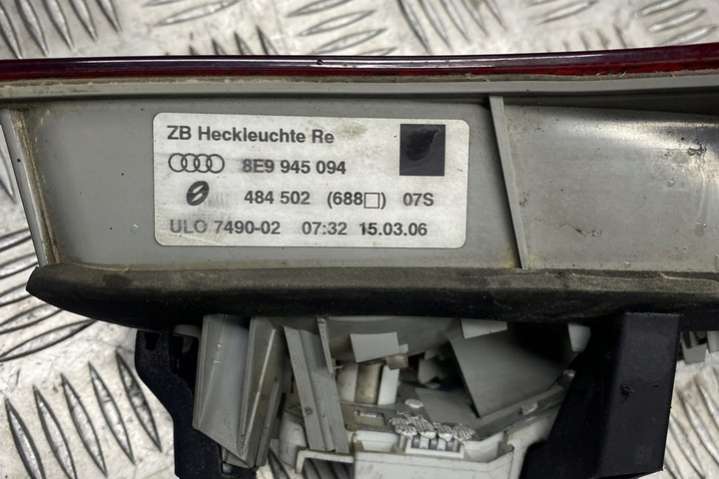 ZB Heckleuchte Re
8E9 945 094
484 502 (688□) 07S
ULO 7490-02 07:32 15.03.06